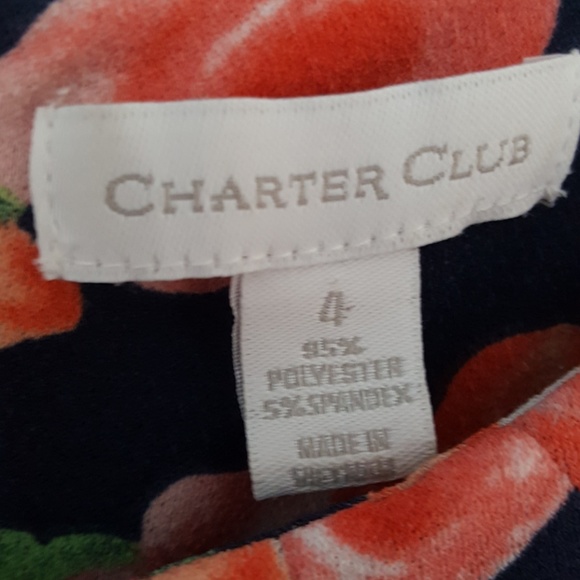 CHARTER CLUB
4
95%
POLYESTER
5% SPANDEX
MADE IN